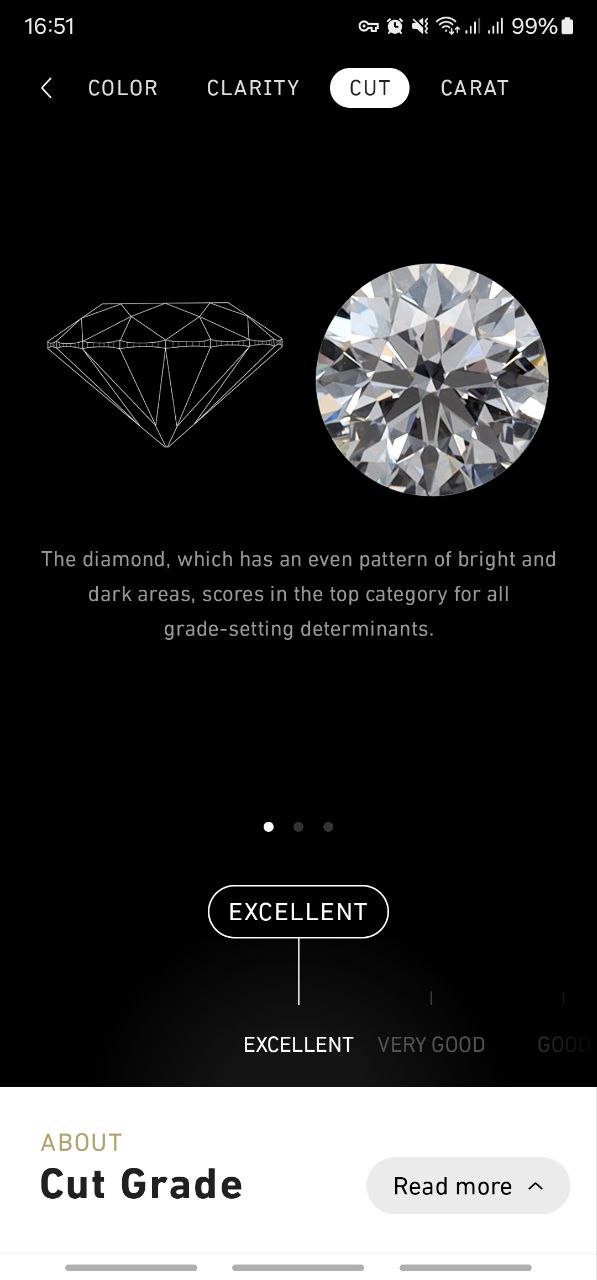 16:51 99%
COLOR CLARITY CUT CARAT
The diamond, which has an even pattern of bright and
dark areas, scores in the top category for all
grade-setting determinants.
EXCELLENT
EXCELLENT VERY GOOD GOOD
ABOUT
Cut Grade
Read more